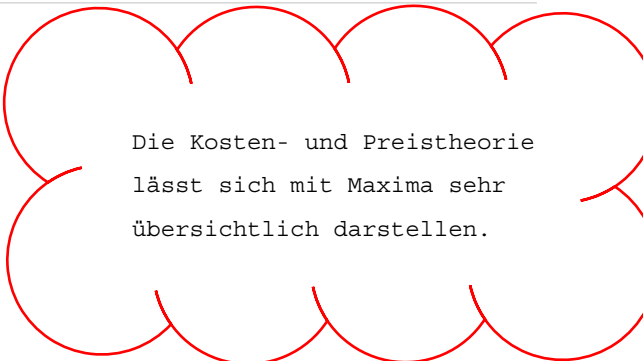 Die Kosten- und Preistheorie
lässt sich mit Maxima sehr
übersichtlich darstellen.